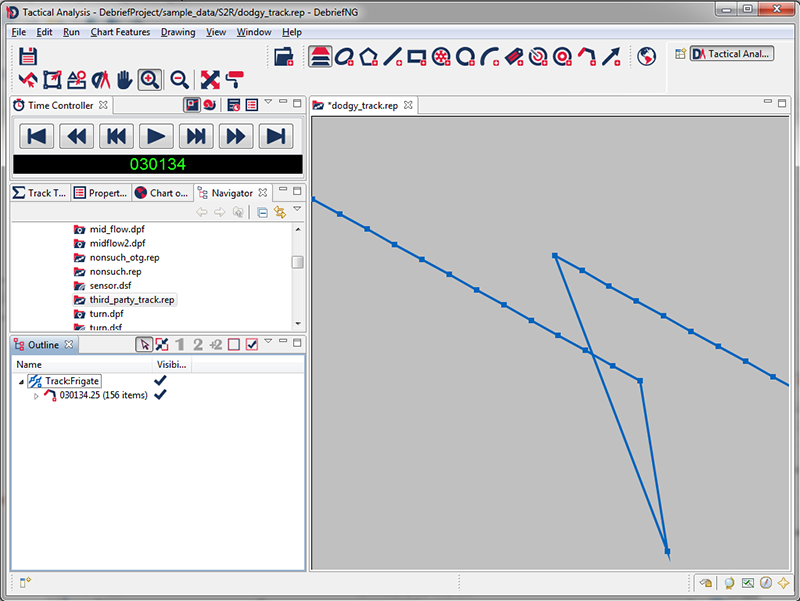 Tactical Analysis - DebriefProject/sample_data/S2R/dodgy_track.rep - DebriefNG
File Edit Run Chart Features Drawing View Window Help
Tactical Anal...
Time Controller
*dodgy_track.rep
030134
Track T... Propert... Chart o... Navigator
mid_flow.dpf
midflow2.dpf
nonsuch_otg.rep
nonsuch.rep
sensor.dsf
third_party_track.rep
turn.dpf
turn.dsf
Outline
1 2 +2
Name Visibi...
Track:Frigate
030134.25 (156 items)